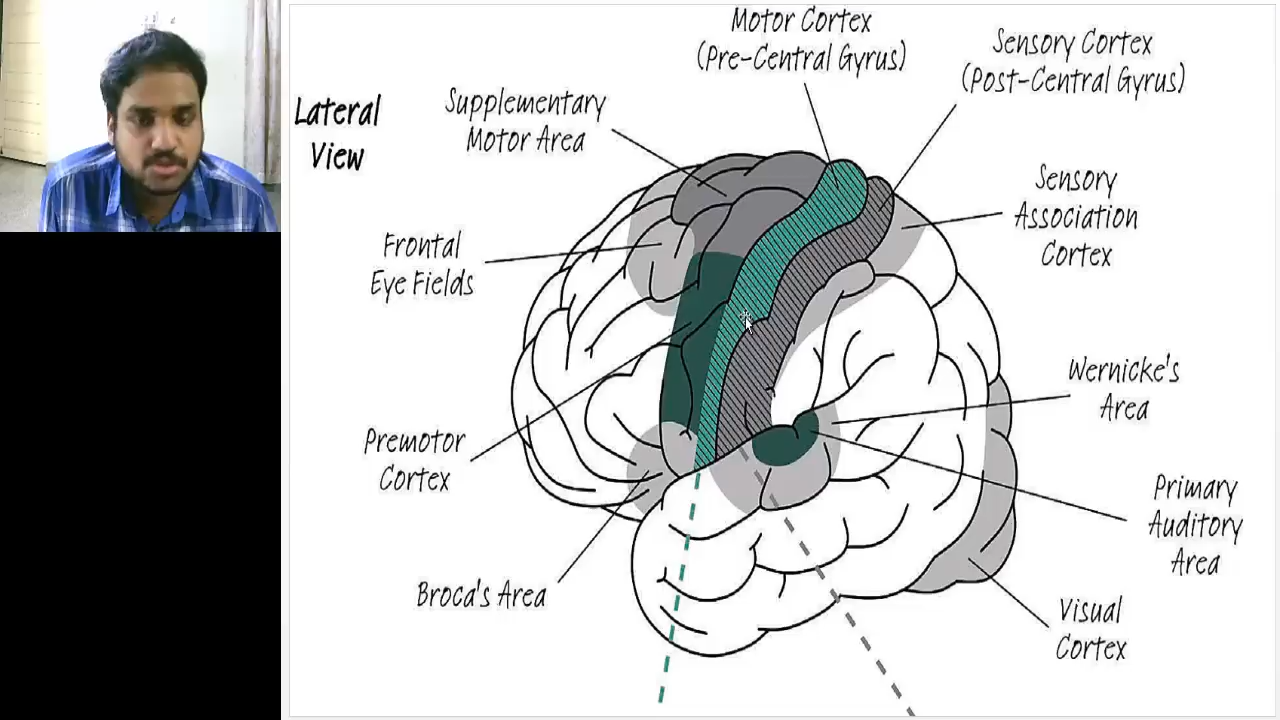 Motor Cortex
(Pre-Central Gyrus)
Sensory Cortex
(Post-Central Gyrus)
Supplementary
Motor Area
Lateral
View
Sensory
Association
Cortex
Frontal
Eye Fields
Wernicke's
Area
Premotor
Cortex
Primary
Auditory
Area
Broca's Area
Visual
Cortex